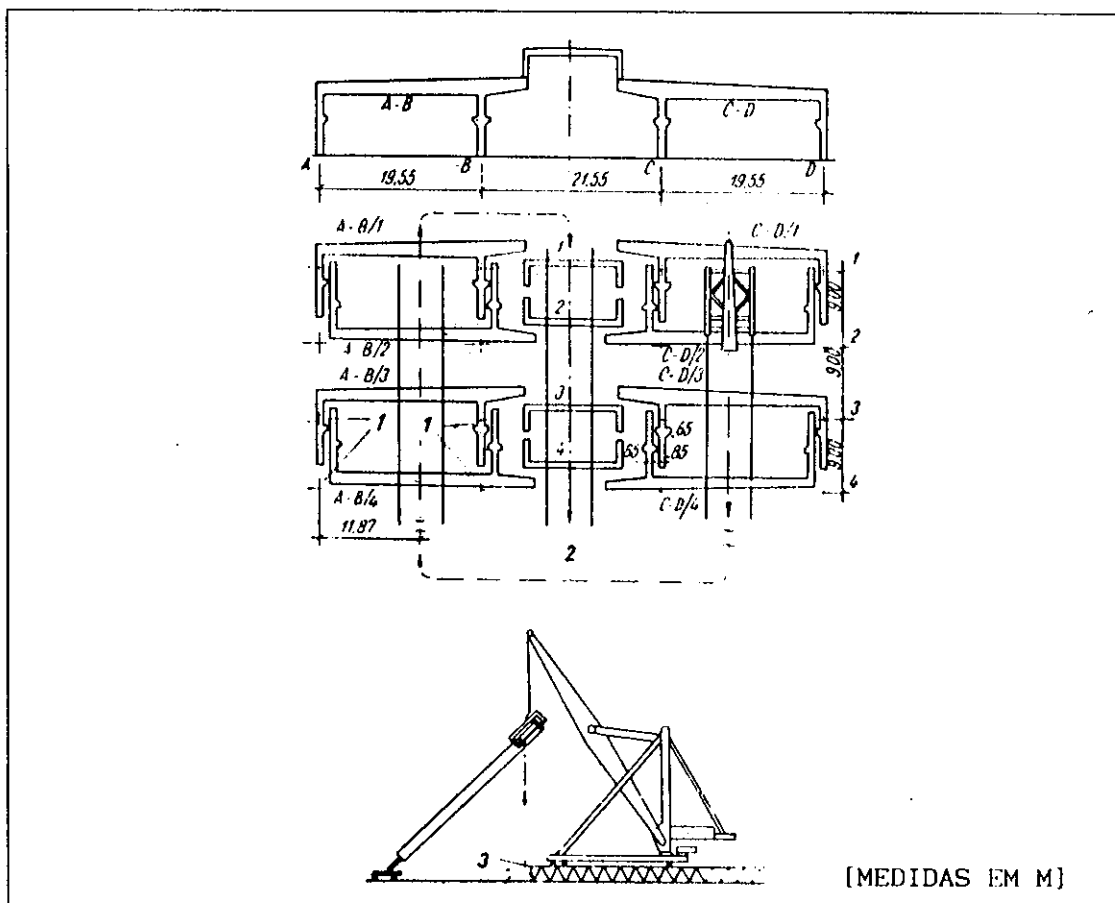 A-B
C-D
A
B
C
D
19.55
21.55
19.55
A-B/1
C-D/1
1
1
9.00
2
A-B/2
C-D/2
2
A-B/3
C-D/3
9.00
3
3
1
1
65
65
85
4
9.00
A-B/4
C-D/4
4
11.87
2
3
[MEDIDAS EM M]